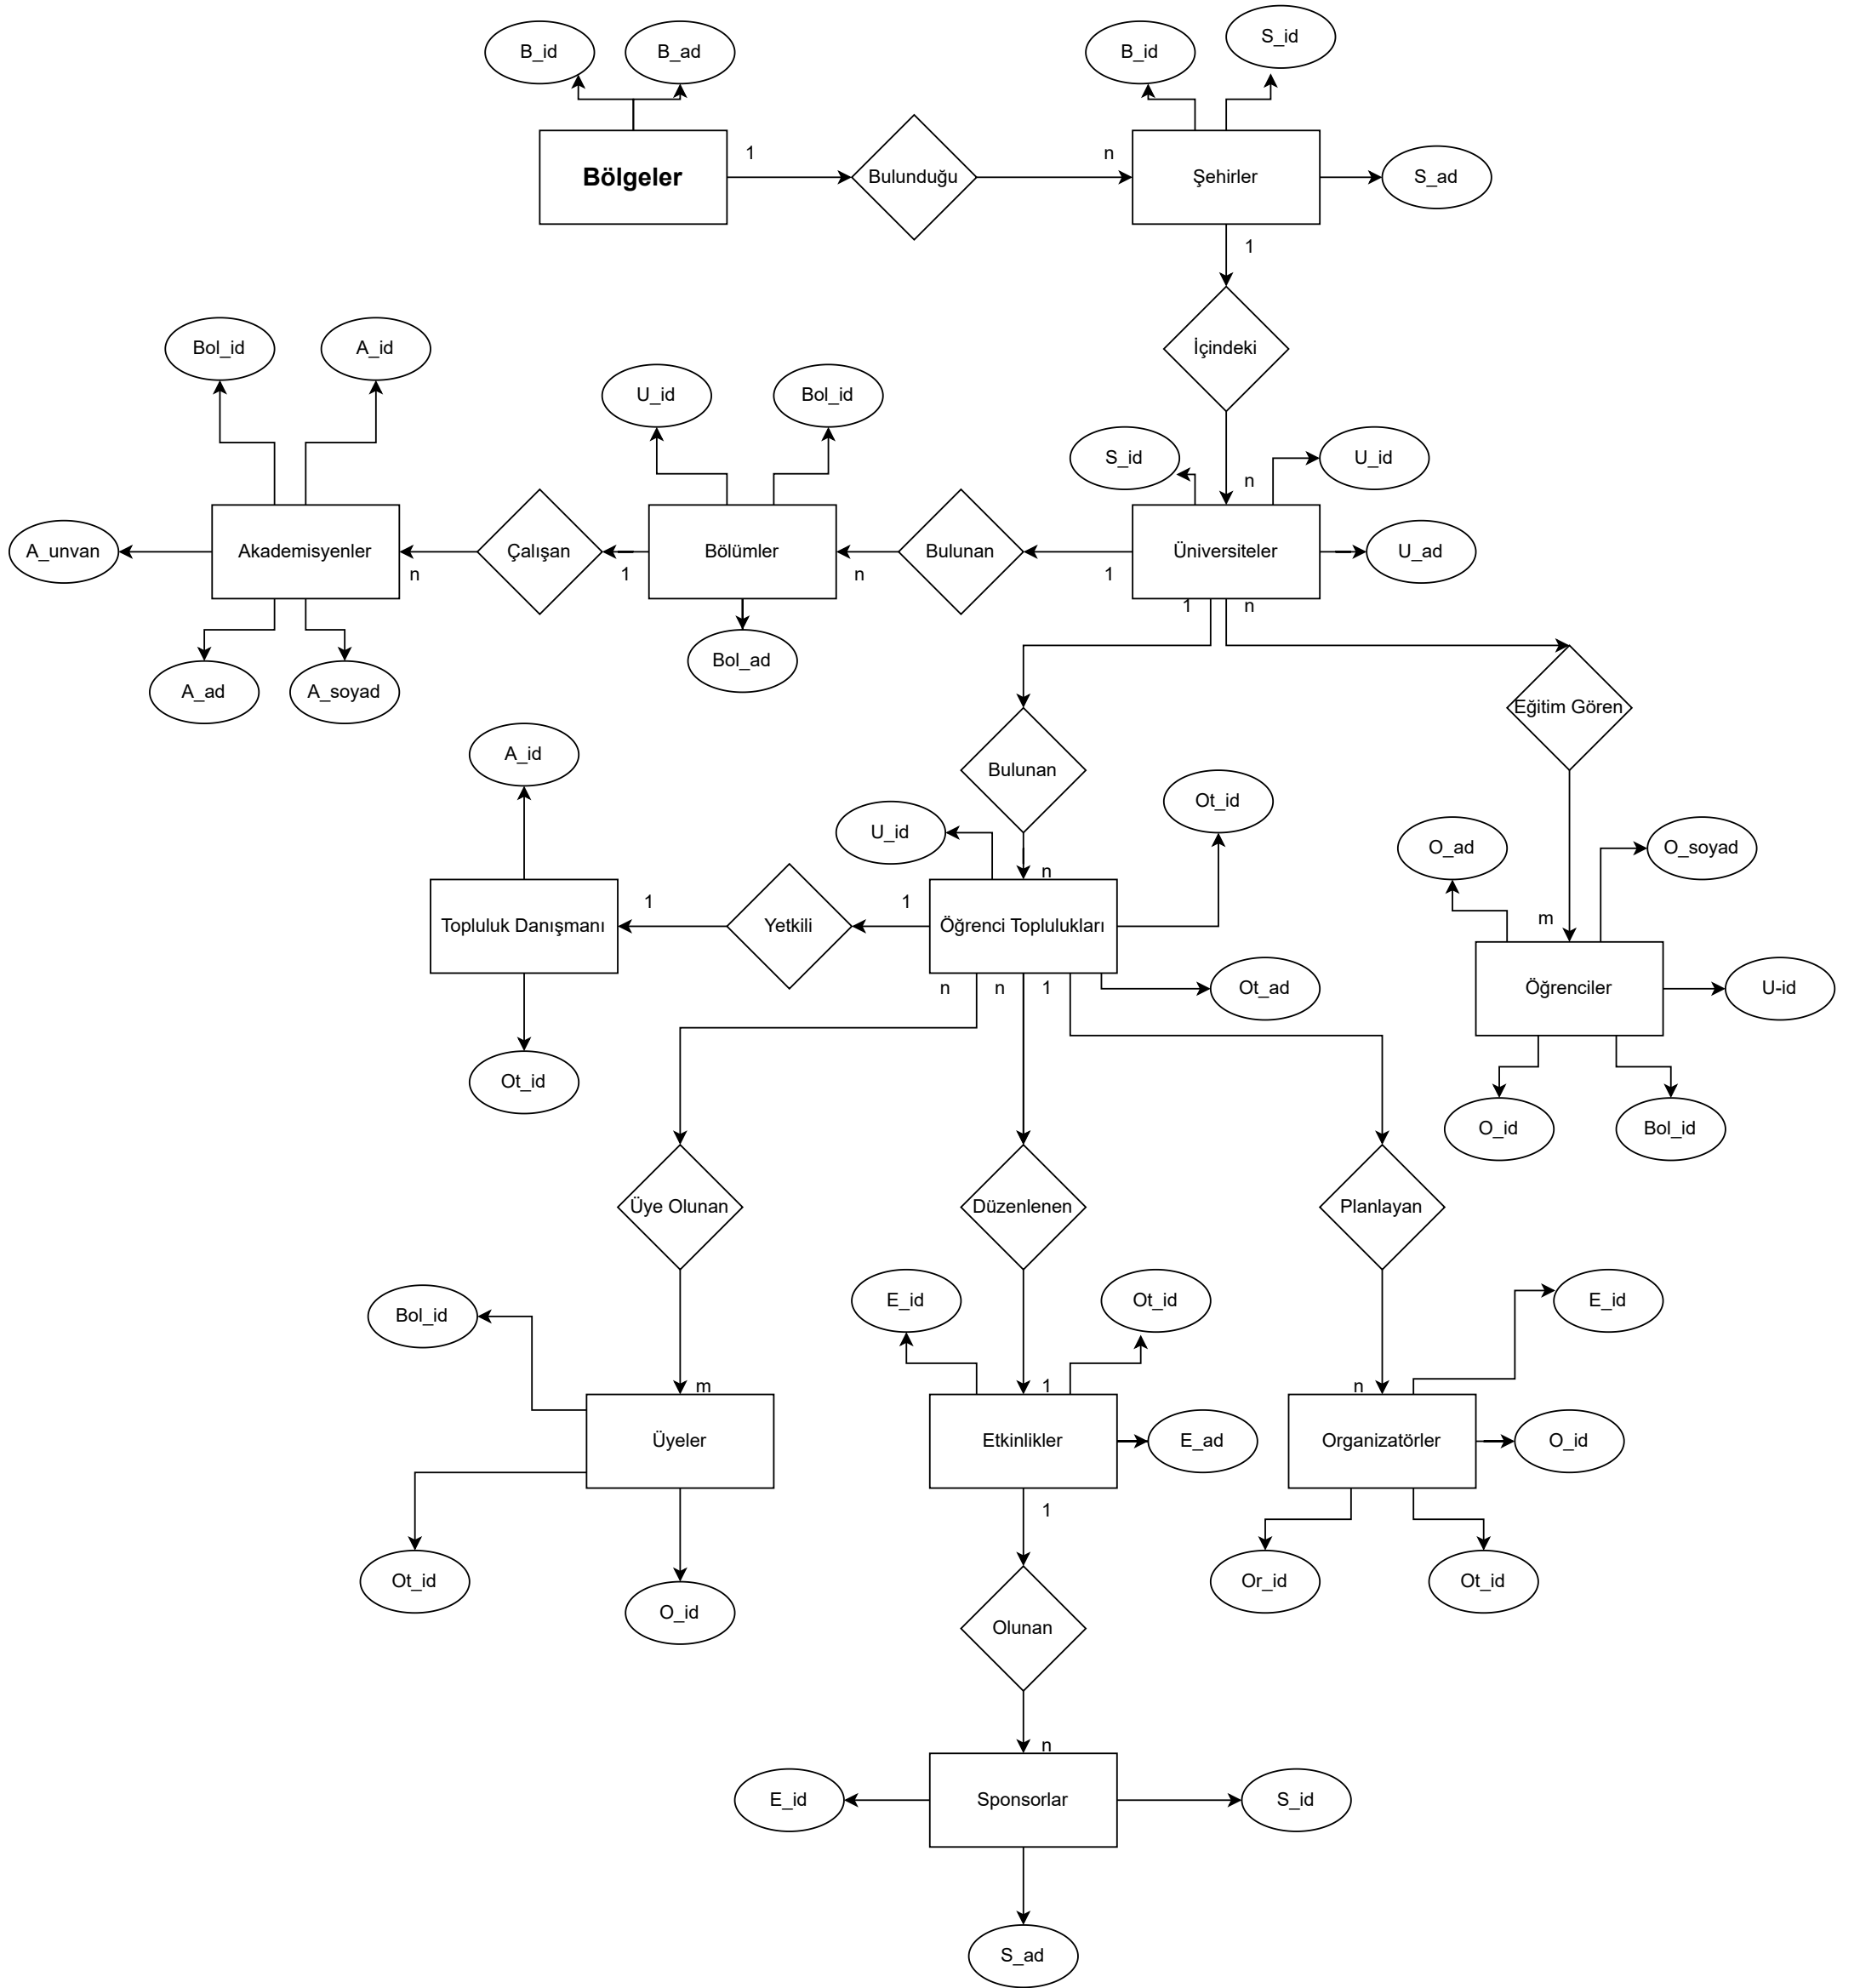 B_id
B_ad
B_id
S_id
Bölgeler
1
Bulunduğu
n
Şehirler
S_ad
1
İçindeki
Bol_id
A_id
U_id
Bol_id
S_id
U_id
n
A_unvan
Akademisyenler
n
Çalışan
1
Bölümler
n
Bulunan
1
Üniversiteler
U_ad
1
n
Bol_ad
A_ad
A_soyad
Eğitim Gören
A_id
Bulunan
Ot_id
U_id
O_ad
O_soyad
n
Topluluk Danışmanı
1
Yetkili
1
Öğrenci Toplulukları
m
n
n
1
Ot_ad
Öğrenciler
U-id
Ot_id
O_id
Bol_id
Üye Olunan
Düzenlenen
Planlayan
Bol_id
E_id
Ot_id
E_id
m
1
n
Üyeler
Etkinlikler
E_ad
Organizatörler
O_id
1
Ot_id
O_id
Or_id
Ot_id
Olunan
n
E_id
Sponsorlar
S_id
S_ad